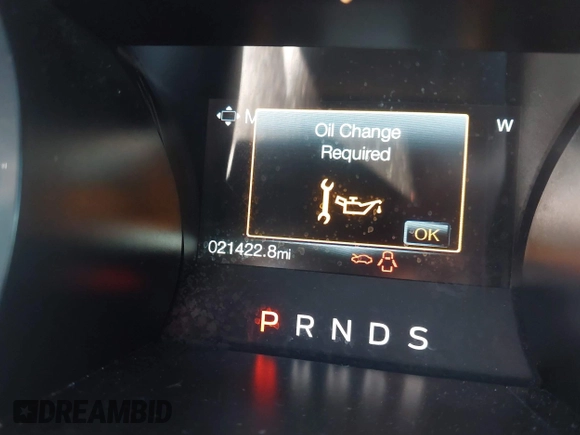 M
W
Oil Change
Required
OK
021422.8mi
P R N D S
DREAMBID